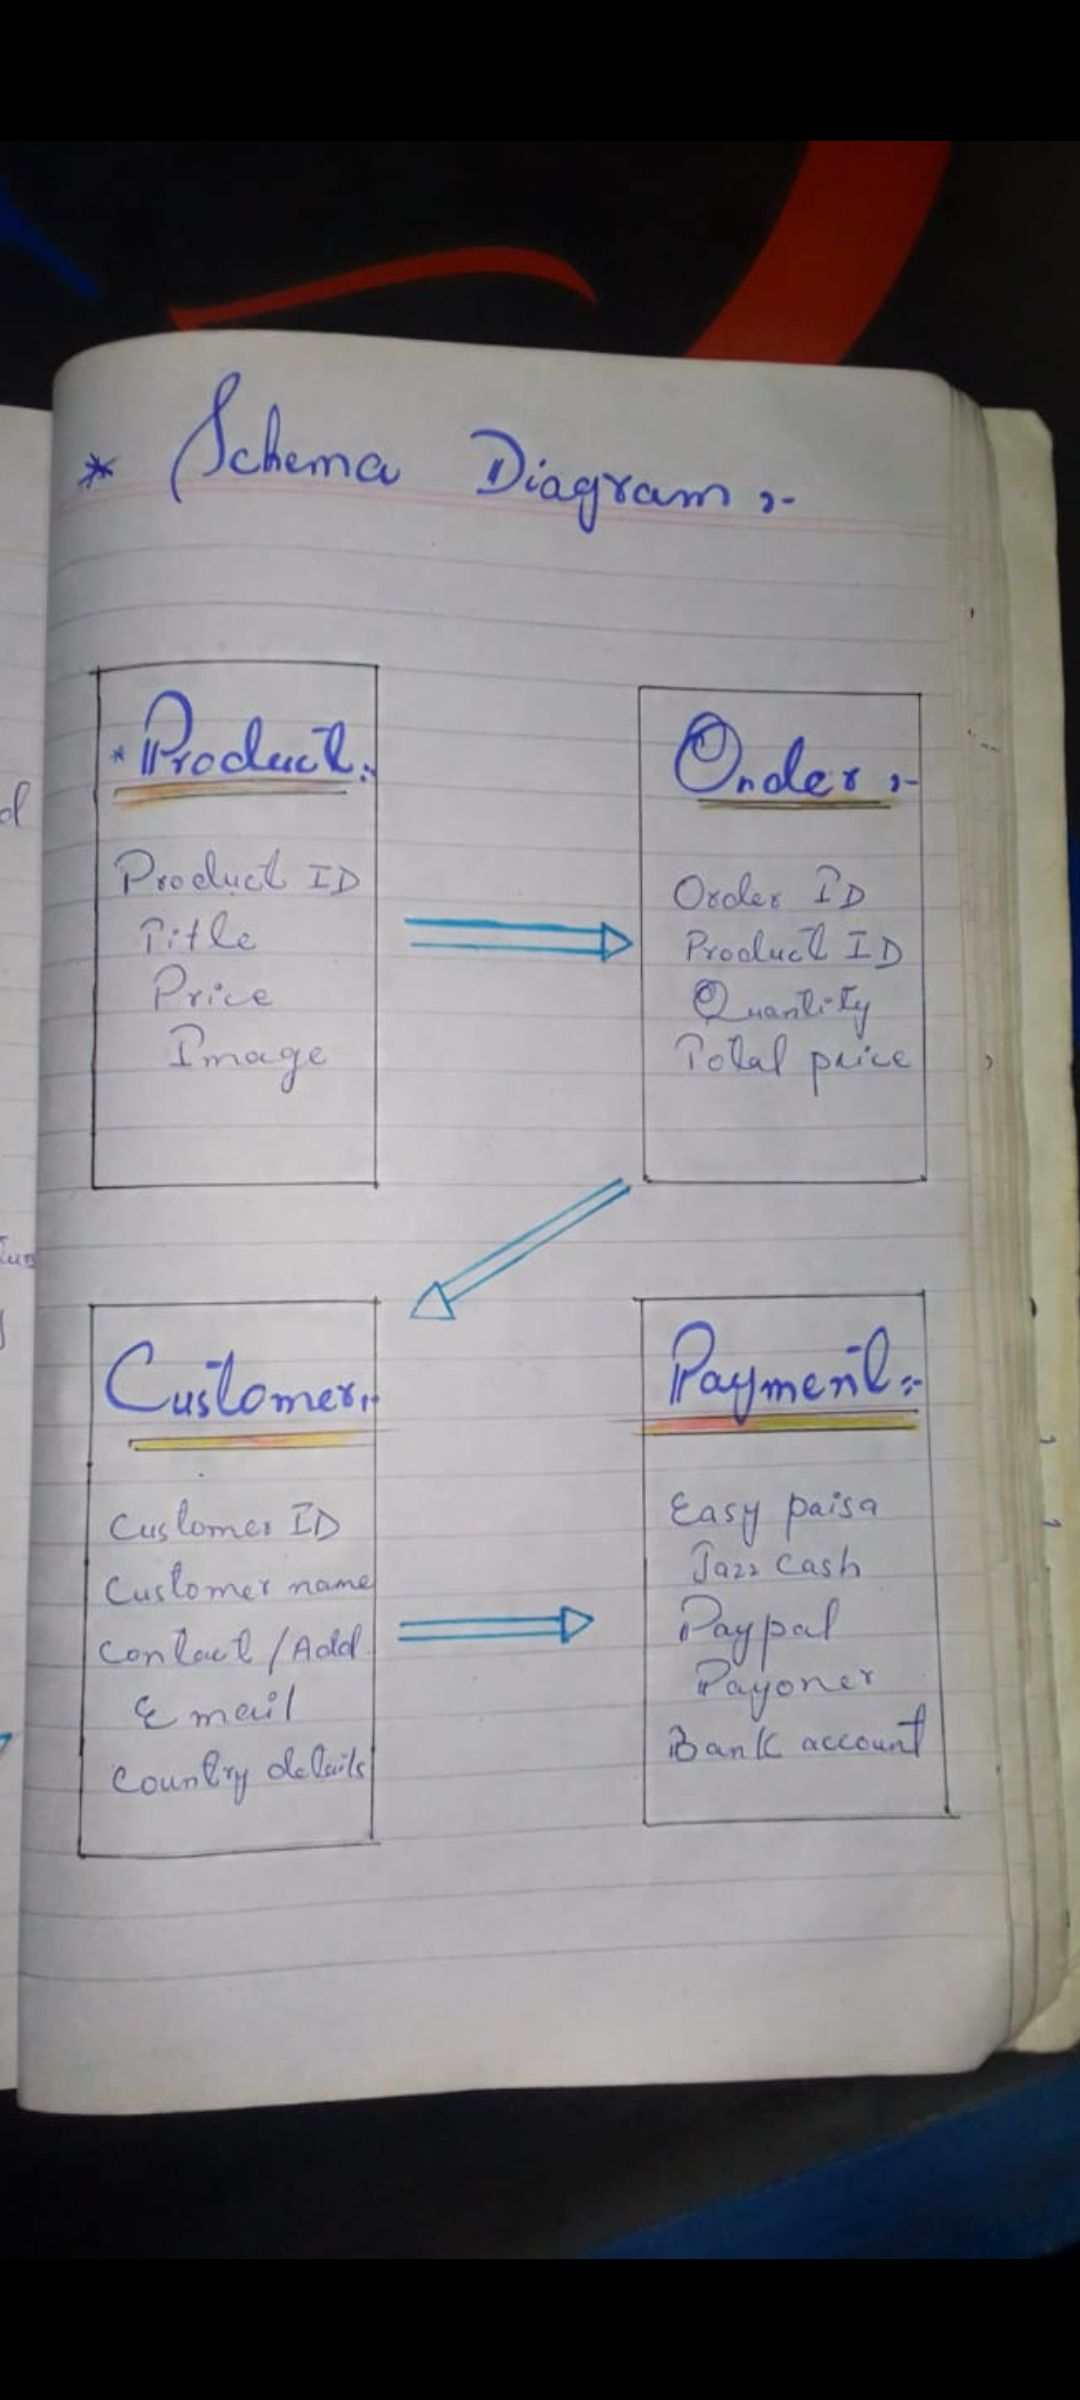 * Schema Diagram :-
* Product :-
Product ID
Title
Price
Image
Order :-
Order ID
Product ID
Quantity
Total price
Customer :-
Customer ID
Customer name
Contact / Add
E mail
Country details
Payment :-
Easy paisa
Jazz cash
Paypal
Payoner
Bank account